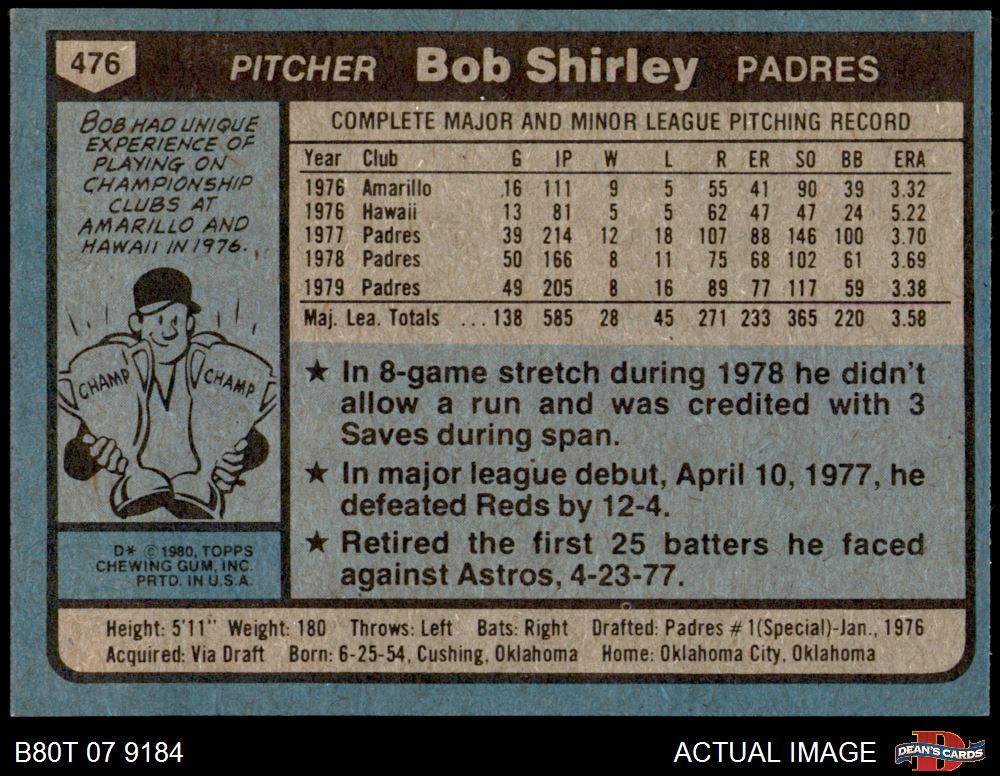 476
PITCHER Bob Shirley PADRES
BOB HAD UNIQUE
EXPERIENCE OF
PLAYING ON
CHAMPIONSHIP
CLUBS AT
AMARILLO AND
HAWAII IN 1976.
CHAMP CHAMP
D* © 1980, TOPPS
CHEWING GUM, INC.
PRTD. IN U.S.A.
COMPLETE MAJOR AND MINOR LEAGUE PITCHING RECORD
Year Club G IP W L R ER SO BB ERA
1976 Amarillo 16 111 9 5 55 41 90 39 3.32
1976 Hawaii 13 81 5 5 62 47 47 24 5.22
1977 Padres 39 214 12 18 107 88 146 100 3.70
1978 Padres 50 166 8 11 75 68 102 61 3.69
1979 Padres 49 205 8 16 89 77 117 59 3.38
Maj. Lea. Totals ...138 585 28 45 271 233 365 220 3.58
★ In 8-game stretch during 1978 he didn't
allow a run and was credited with 3
Saves during span.
★ In major league debut, April 10, 1977, he
defeated Reds by 12-4.
★ Retired the first 25 batters he faced
against Astros, 4-23-77.
Height: 5'11" Weight: 180 Throws: Left Bats: Right Drafted: Padres #1(Special)-Jan., 1976
Acquired: Via Draft Born: 6-25-54, Cushing, Oklahoma Home: Oklahoma City, Oklahoma
B80T 07 9184 ACTUAL IMAGE DEAN'S CARDS